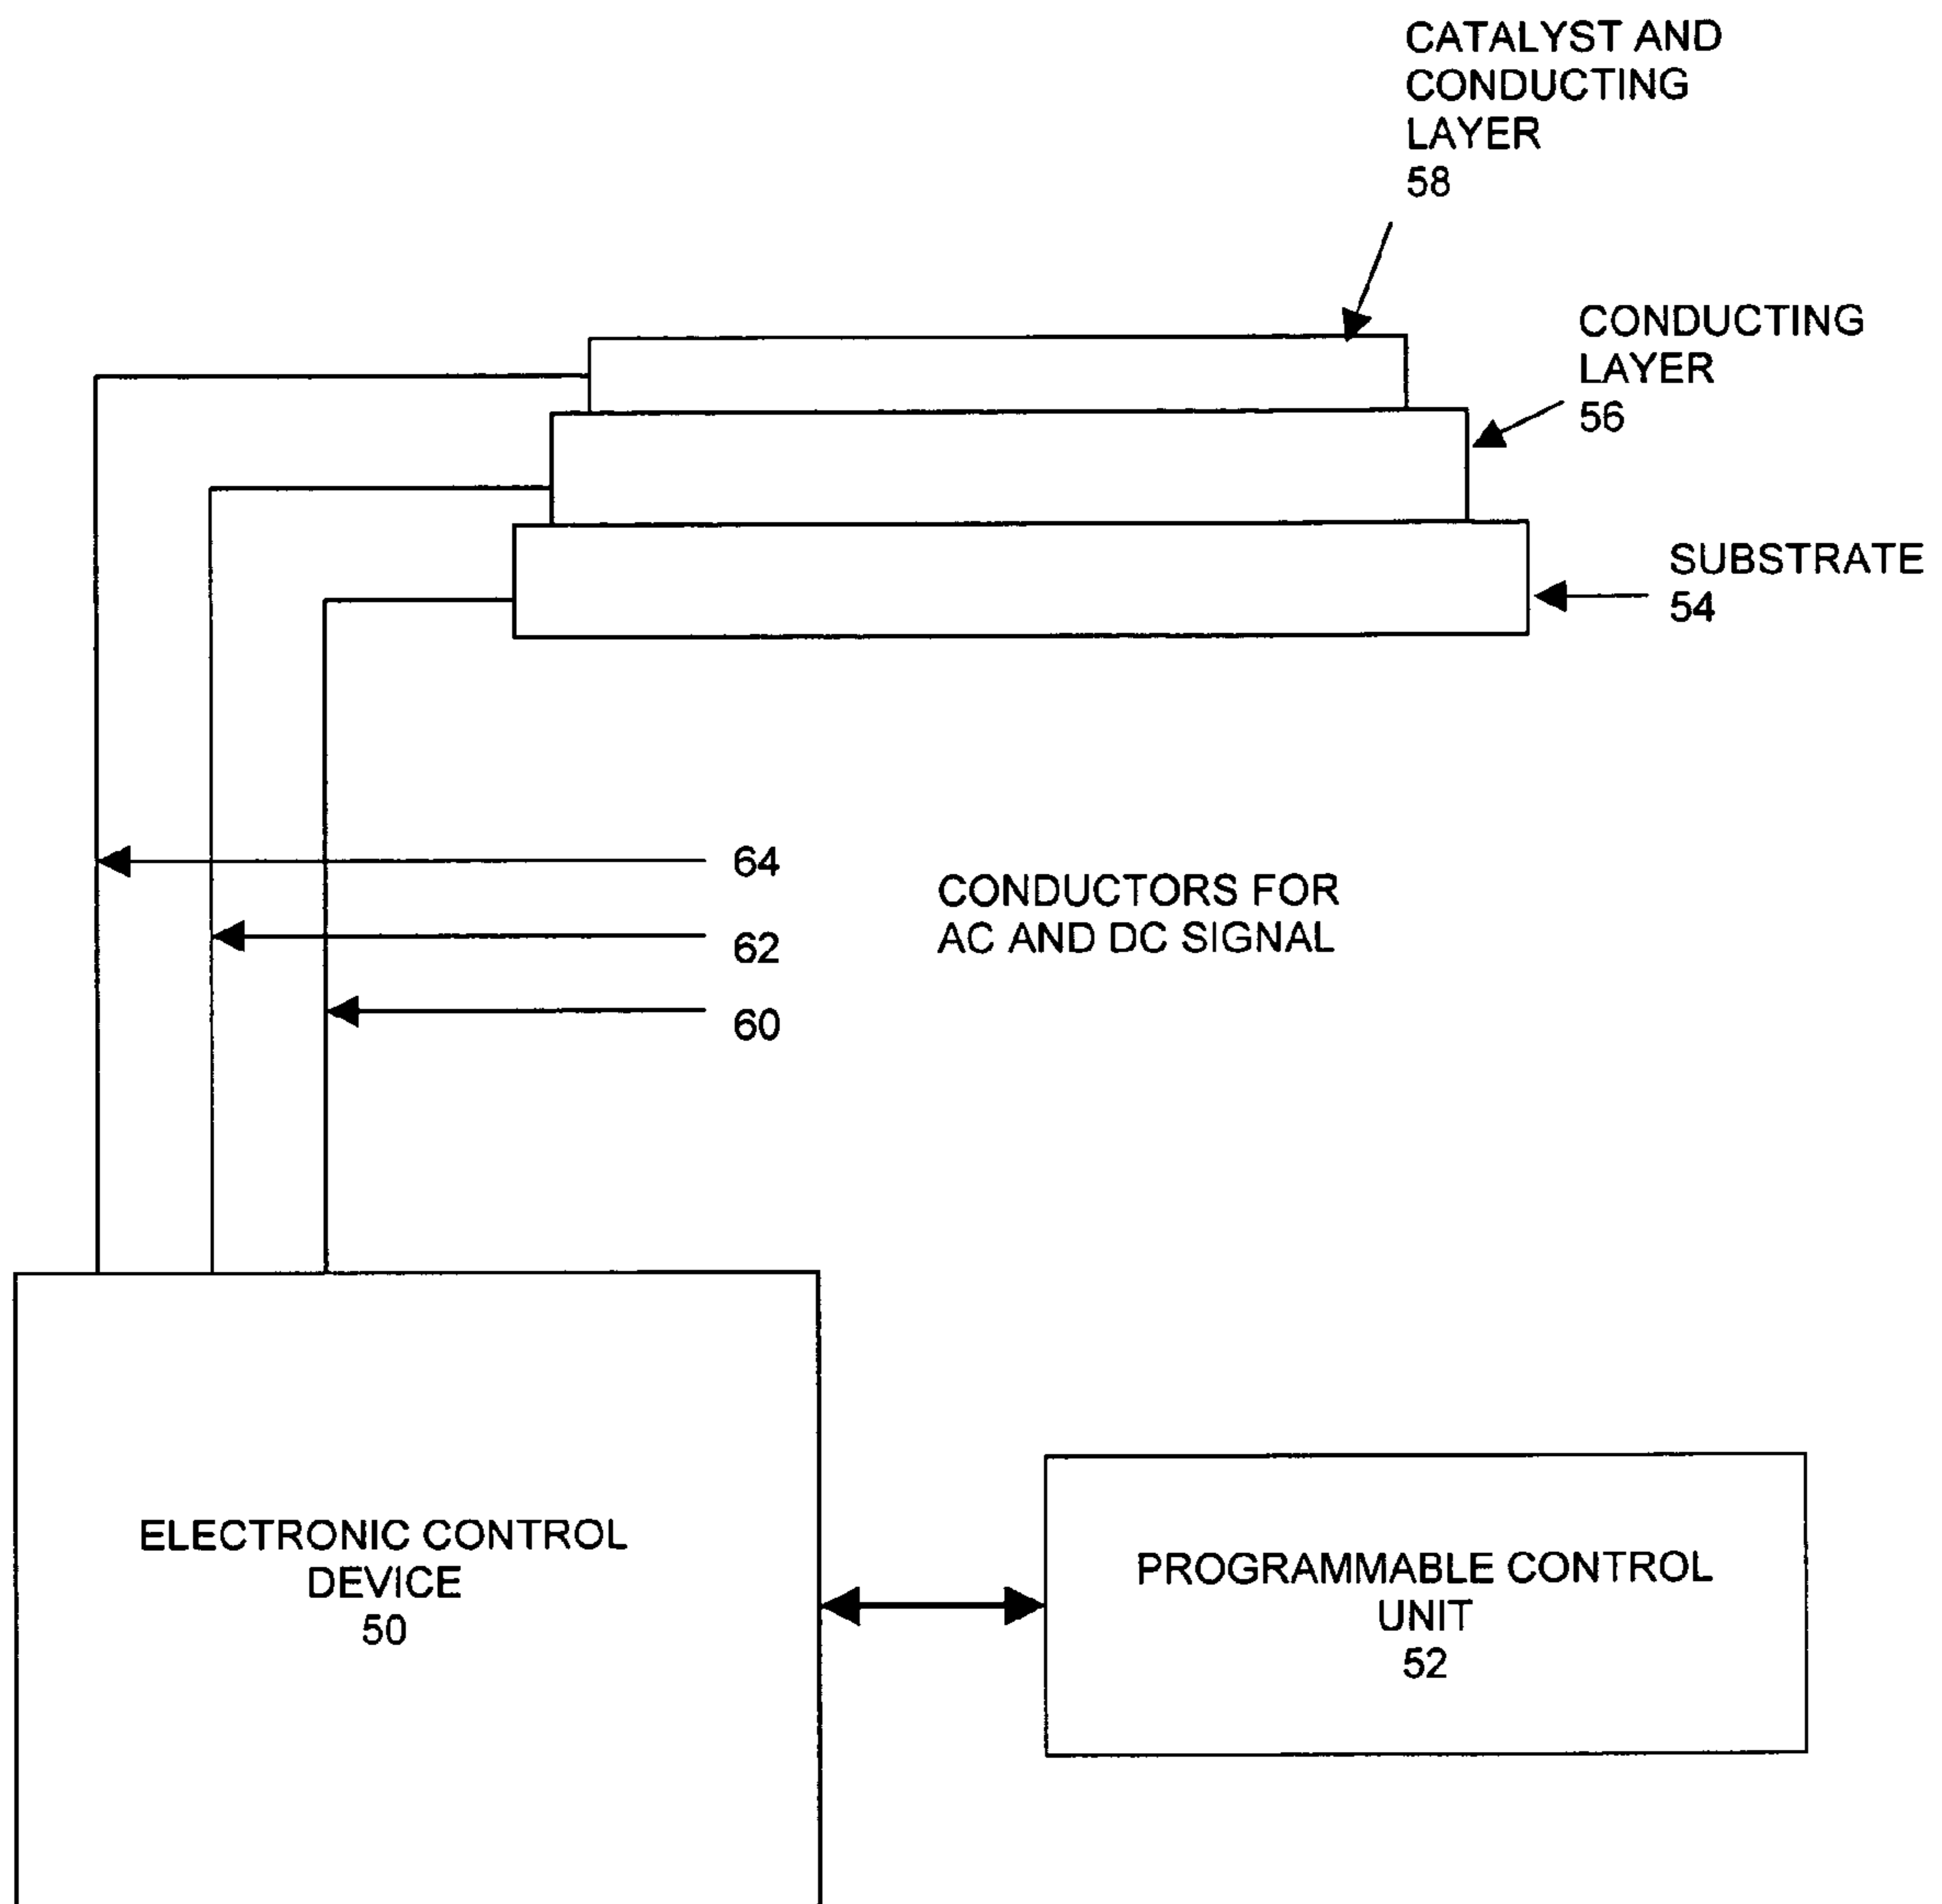 CATALYST AND
CONDUCTING
LAYER
58
CONDUCTING
LAYER
56
SUBSTRATE
54
64
62
60
CONDUCTORS FOR
AC AND DC SIGNAL
ELECTRONIC CONTROL
DEVICE
50
PROGRAMMABLE CONTROL
UNIT
52